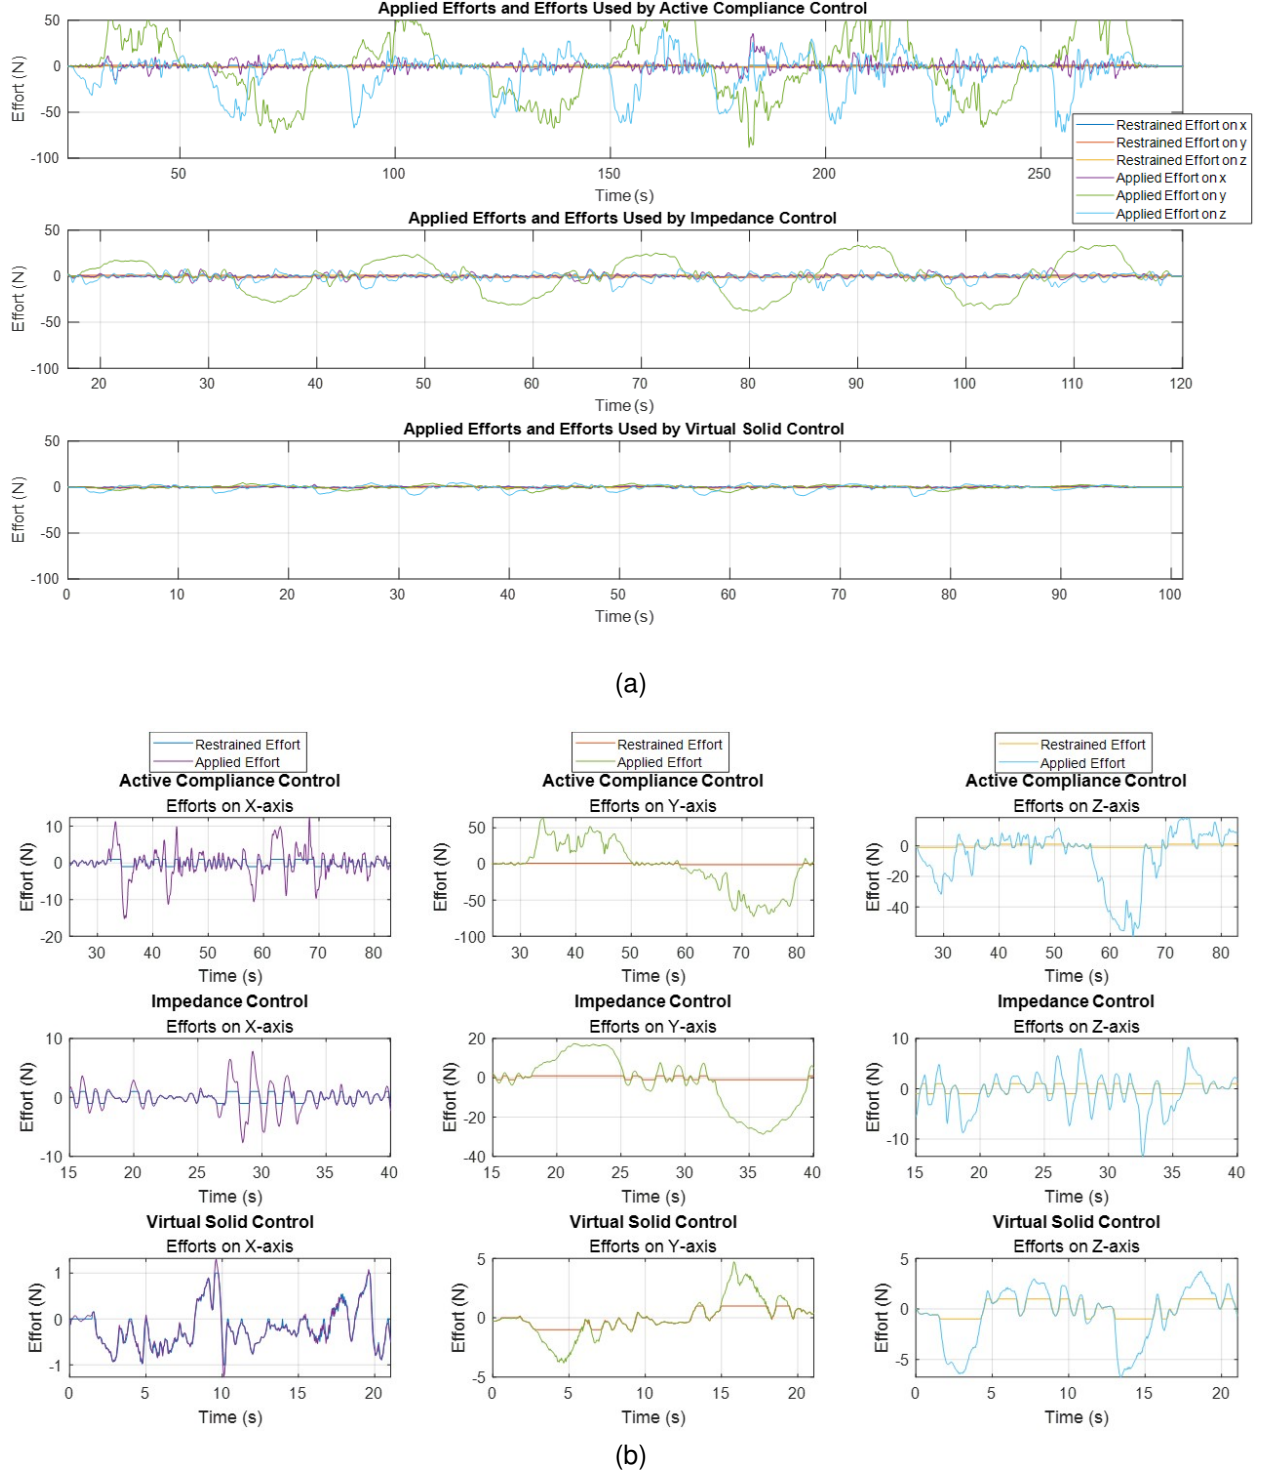 Applied Efforts and Efforts Used by Active Compliance Control
50
0
-50
-100
Effort (N)
50
100
150
200
250
Time (s)
Restrained Effort on x
Restrained Effort on y
Restrained Effort on z
Applied Effort on x
Applied Effort on y
Applied Effort on z
Applied Efforts and Efforts Used by Impedance Control
50
0
-50
-100
Effort (N)
20
30
40
50
60
70
80
90
100
110
120
Time (s)
Applied Efforts and Efforts Used by Virtual Solid Control
50
0
-50
-100
Effort (N)
0
10
20
30
40
50
60
70
80
90
100
Time (s)
(a)
Restrained Effort
Applied Effort
Active Compliance Control
Efforts on X-axis
10
0
-10
-20
Effort (N)
30
40
50
60
70
80
Time (s)
Restrained Effort
Applied Effort
Active Compliance Control
Efforts on Y-axis
50
0
-50
-100
Effort (N)
30
40
50
60
70
80
Time (s)
Restrained Effort
Applied Effort
Active Compliance Control
Efforts on Z-axis
0
-20
-40
Effort (N)
30
40
50
60
70
80
Time (s)
Impedance Control
Efforts on X-axis
10
0
-10
Effort (N)
15
20
25
30
35
40
Time (s)
Impedance Control
Efforts on Y-axis
20
0
-20
-40
Effort (N)
15
20
25
30
35
40
Time (s)
Impedance Control
Efforts on Z-axis
10
0
-10
Effort (N)
15
20
25
30
35
40
Time (s)
Virtual Solid Control
Efforts on X-axis
1
0
-1
Effort (N)
0
5
10
15
20
Time (s)
Virtual Solid Control
Efforts on Y-axis
5
0
-5
Effort (N)
0
5
10
15
20
Time (s)
Virtual Solid Control
Efforts on Z-axis
5
0
-5
Effort (N)
0
5
10
15
20
Time (s)
(b)